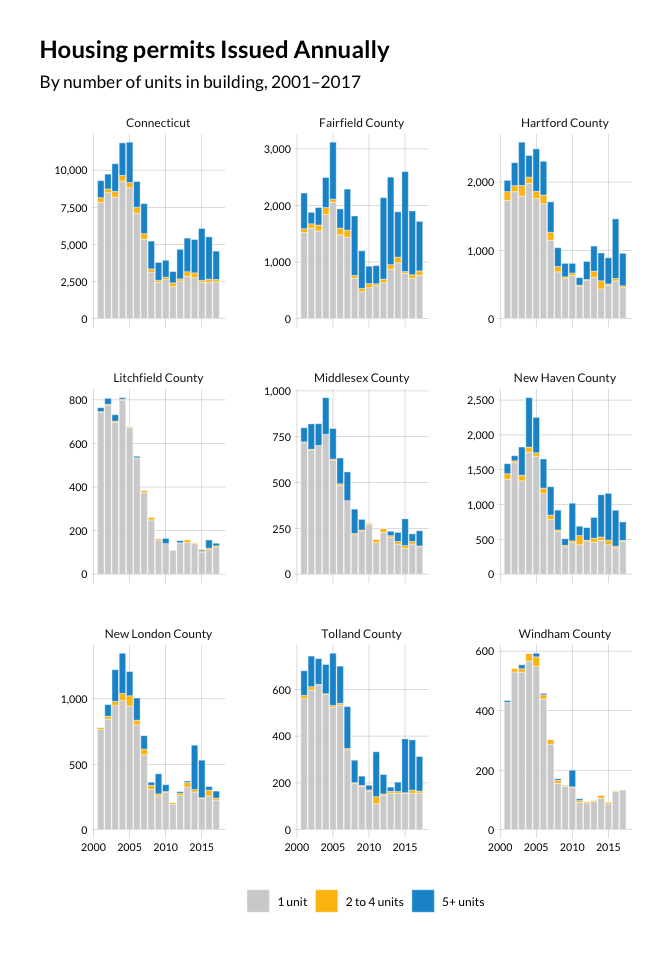 Housing permits Issued Annually
By number of units in building, 2001–2017
Connecticut
10,000
7,500
5,000
2,500
0
Fairfield County
3,000
2,000
1,000
0
Hartford County
2,000
1,000
0
Litchfield County
800
600
400
200
0
Middlesex County
1,000
750
500
250
0
New Haven County
2,500
2,000
1,500
1,000
500
0
New London County
1,000
500
0
2000 2005 2010 2015
Tolland County
600
400
200
0
2000 2005 2010 2015
Windham County
600
400
200
0
2000 2005 2010 2015
1 unit 2 to 4 units 5+ units